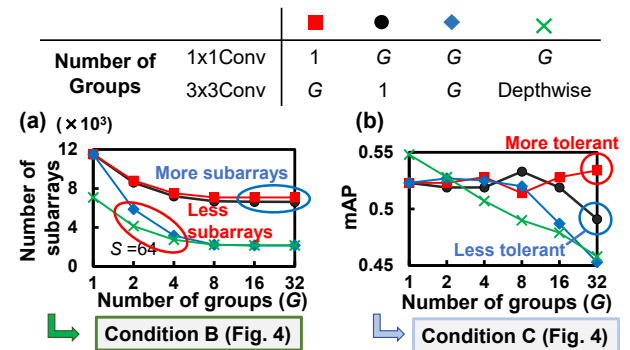 Number of Groups
1x1Conv 1 G G G
3x3Conv G 1 G Depthwise
(a) (×10³)
Number of subarrays
12
8
4
0
More subarrays
Less subarrays
S =64
1 2 4 8 16 32
Number of groups (G)
Condition B (Fig. 4)
(b)
mAP
0.55
0.5
0.45
More tolerant
Less tolerant
1 2 4 8 16 32
Number of groups (G)
Condition C (Fig. 4)